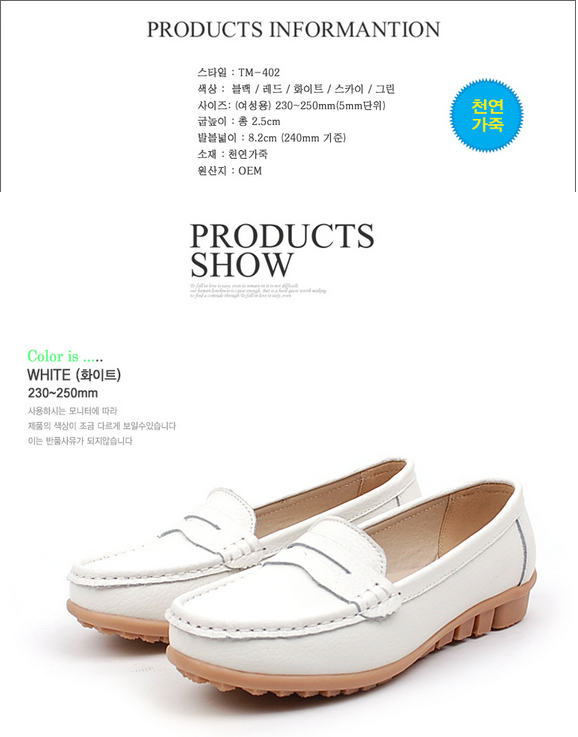 PRODUCTS INFORMANTION
스타일 : TM-402
색상 : 블랙 / 레드 / 화이트 / 스카이 / 그린
사이즈: (여성용) 230~250mm(5mm단위)
굽높이 : 총 2.5cm
발볼넓이 : 8.2cm (240mm 기준)
소재 : 천연가죽
원산지 : OEM
천연
가죽
PRODUCTS
SHOW
Color is .....
WHITE (화이트)
230~250mm
사용하시는 모니터에 따라
제품의 색상이 조금 다르게 보일수있습니다
이는 반품사유가 되지않습니다